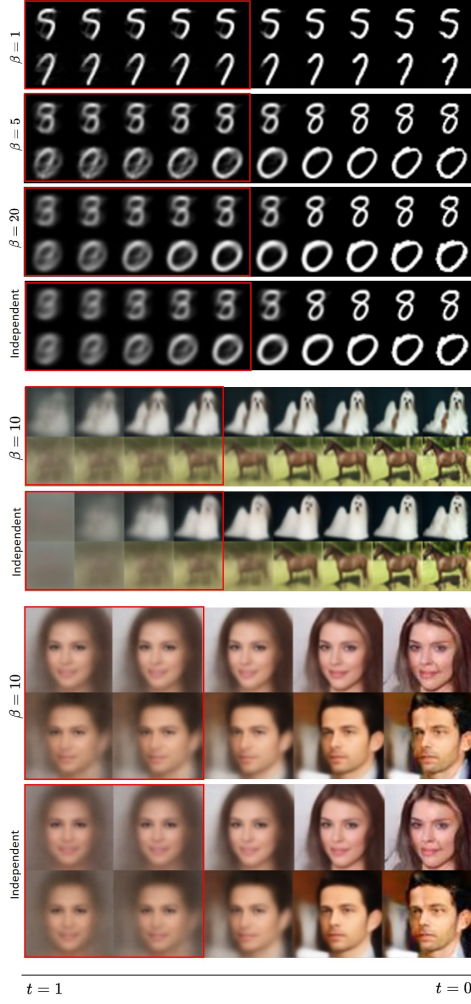 β = 1
β = 5
β = 20
Independent
β = 10
Independent
β = 10
Independent
t = 1 t = 0